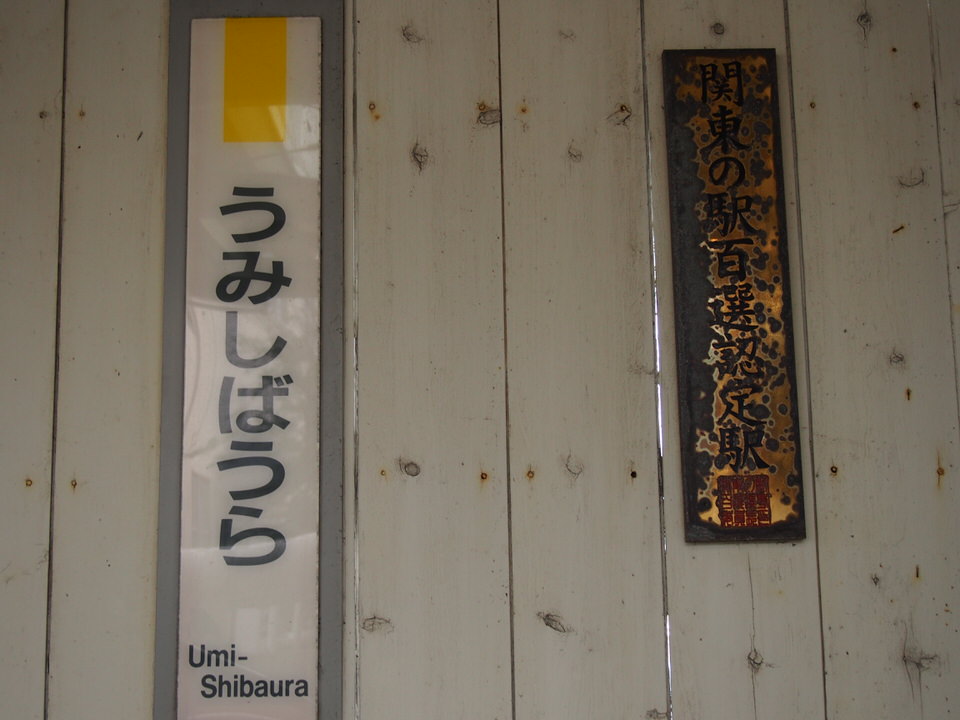 うみしばうら
Umi-
Shibaura
関東の駅百選認定駅